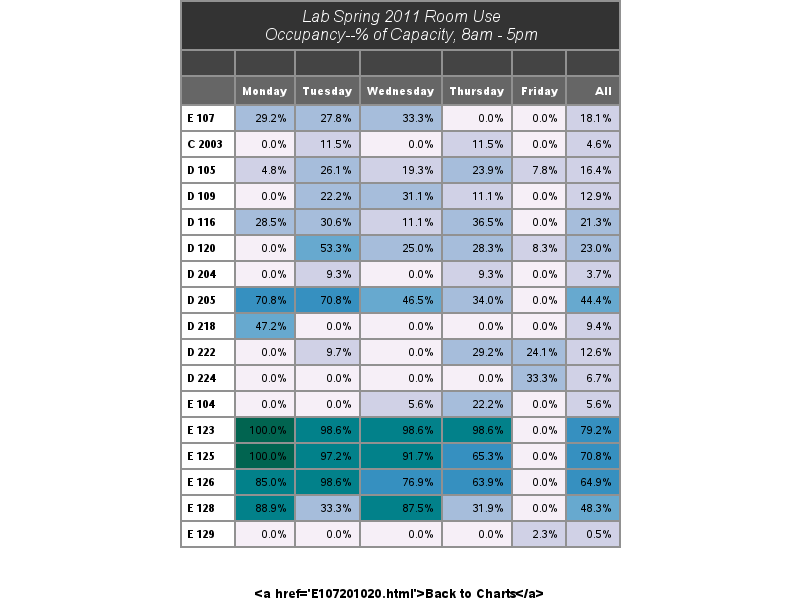 Lab Spring 2011 Room Use
Occupancy--% of Capacity, 8am - 5pm
Monday Tuesday Wednesday Thursday Friday All
E 107 29.2% 27.8% 33.3% 0.0% 0.0% 18.1%
C 2003 0.0% 11.5% 0.0% 11.5% 0.0% 4.6%
D 105 4.8% 26.1% 19.3% 23.9% 7.8% 16.4%
D 109 0.0% 22.2% 31.1% 11.1% 0.0% 12.9%
D 116 28.5% 30.6% 11.1% 36.5% 0.0% 21.3%
D 120 0.0% 53.3% 25.0% 28.3% 8.3% 23.0%
D 204 0.0% 9.3% 0.0% 9.3% 0.0% 3.7%
D 205 70.8% 70.8% 46.5% 34.0% 0.0% 44.4%
D 218 47.2% 0.0% 0.0% 0.0% 0.0% 9.4%
D 222 0.0% 9.7% 0.0% 29.2% 24.1% 12.6%
D 224 0.0% 0.0% 0.0% 0.0% 33.3% 6.7%
E 104 0.0% 0.0% 5.6% 22.2% 0.0% 5.6%
E 123 100.0% 98.6% 98.6% 98.6% 0.0% 79.2%
E 125 100.0% 97.2% 91.7% 65.3% 0.0% 70.8%
E 126 85.0% 98.6% 76.9% 63.9% 0.0% 64.9%
E 128 88.9% 33.3% 87.5% 31.9% 0.0% 48.3%
E 129 0.0% 0.0% 0.0% 0.0% 2.3% 0.5%
<a href='E107201020.html'>Back to Charts</a>